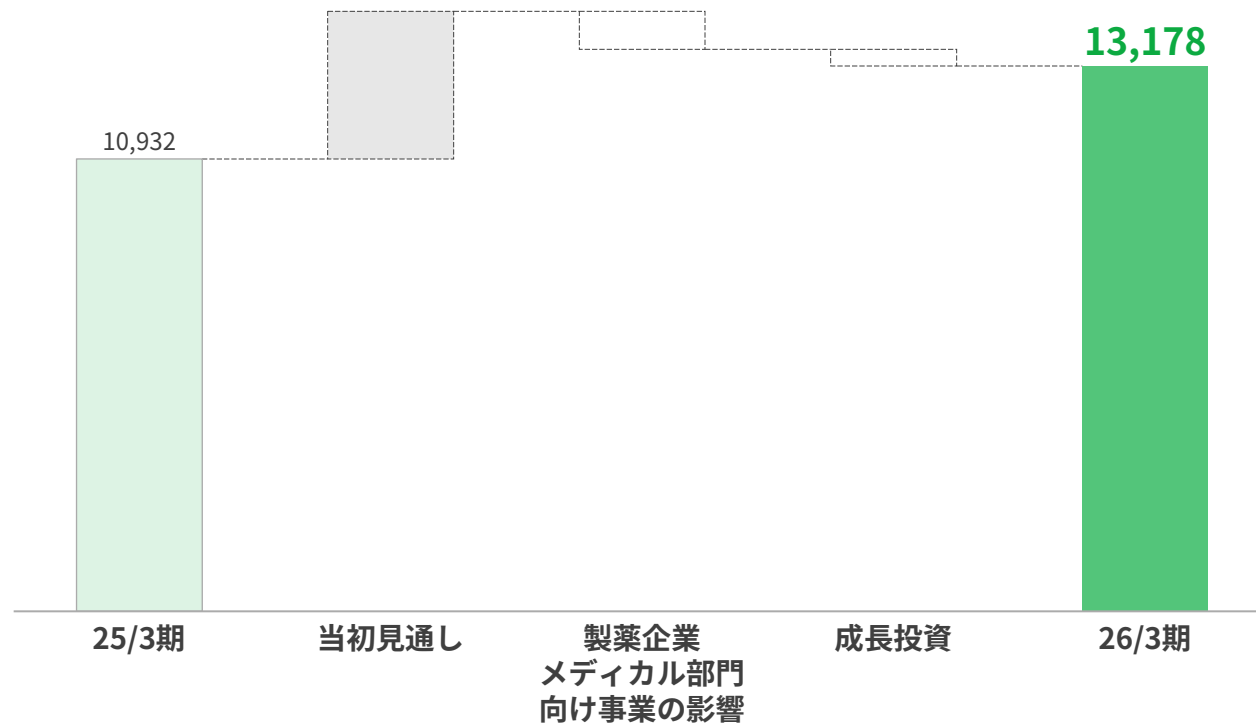 13,178
10,932
25/3期
当初見通し
製薬企業
メディカル部門
向け事業の影響
成長投資
26/3期